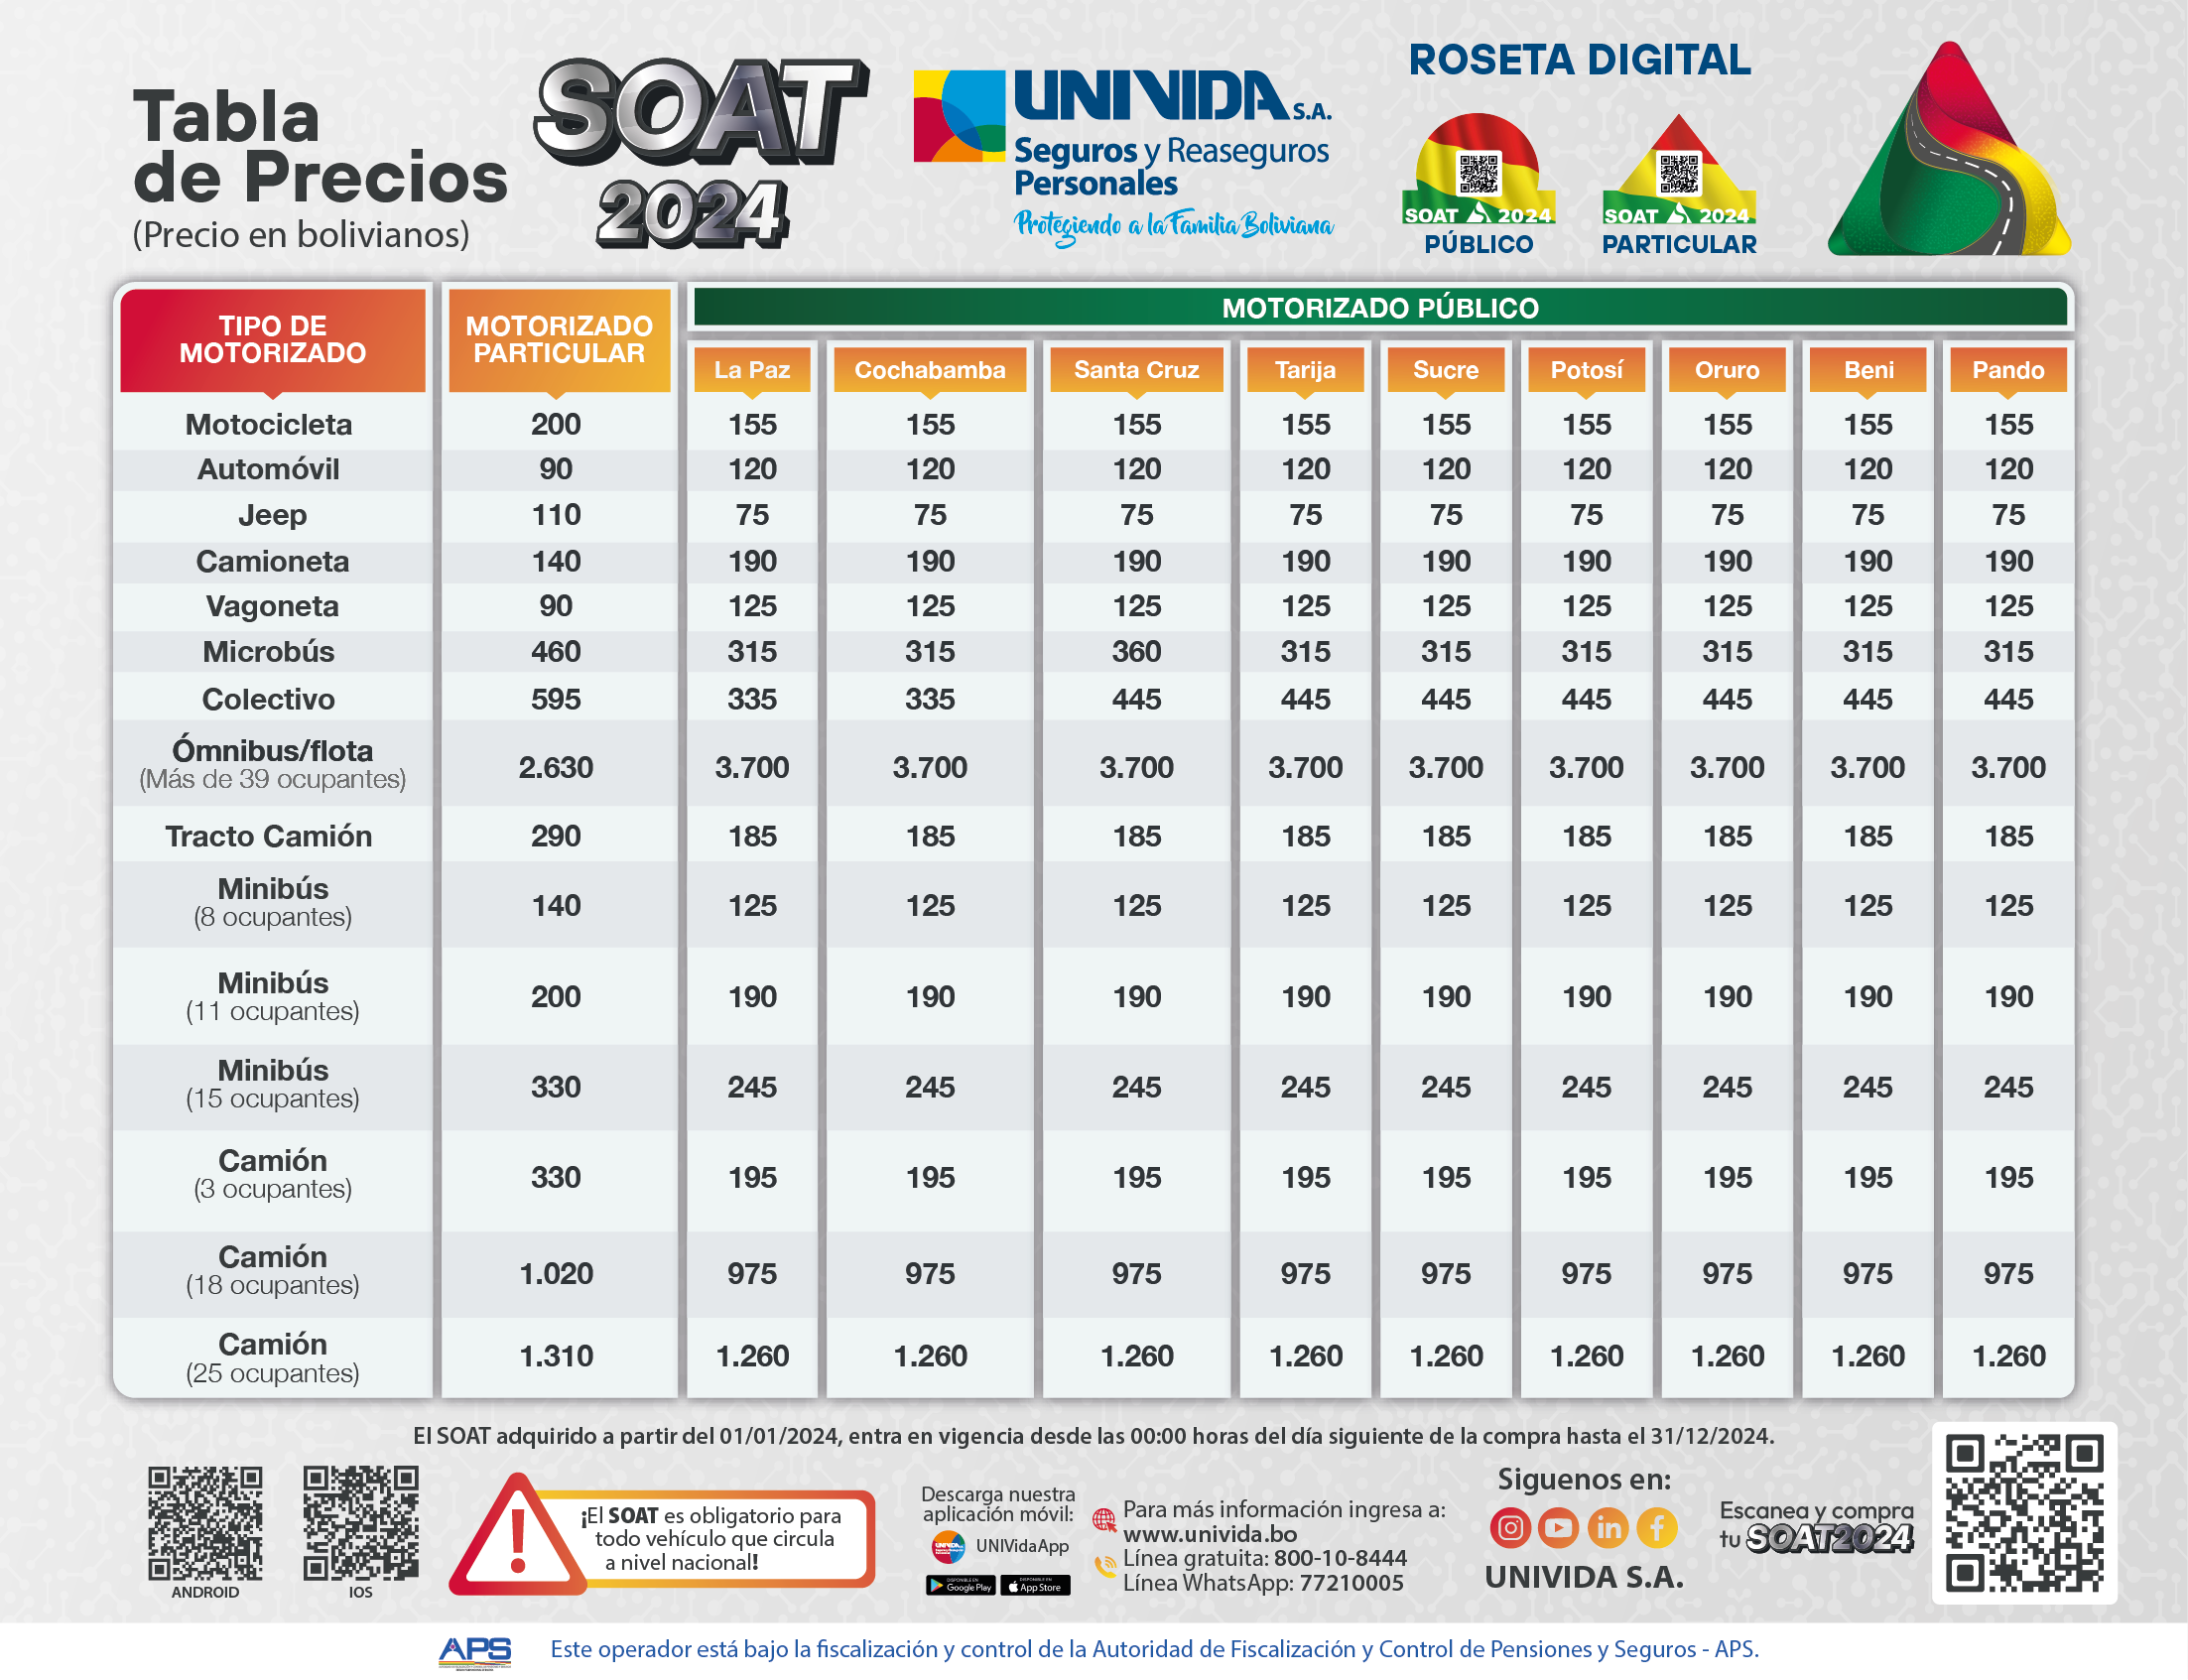 Tabla
de Precios
(Precio en bolivianos)
SOAT
2024
UNIVIDA S.A.
Seguros y Reaseguros
Personales
Protegiendo a la Familia Boliviana
ROSETA DIGITAL
SOAT 2024
PÚBLICO
SOAT 2024
PARTICULAR
TIPO DE
MOTORIZADO
MOTORIZADO
PARTICULAR
MOTORIZADO PÚBLICO
La Paz Cochabamba Santa Cruz Tarija Sucre Potosí Oruro Beni Pando
Motocicleta 200 155 155 155 155 155 155 155 155 155
Automóvil 90 120 120 120 120 120 120 120 120 120
Jeep 110 75 75 75 75 75 75 75 75 75
Camioneta 140 190 190 190 190 190 190 190 190 190
Vagoneta 90 125 125 125 125 125 125 125 125 125
Microbús 460 315 315 360 315 315 315 315 315 315
Colectivo 595 335 335 445 445 445 445 445 445 445
Ómnibus/flota
(Más de 39 ocupantes) 2.630 3.700 3.700 3.700 3.700 3.700 3.700 3.700 3.700 3.700
Tracto Camión 290 185 185 185 185 185 185 185 185 185
Minibús
(8 ocupantes) 140 125 125 125 125 125 125 125 125 125
Minibús
(11 ocupantes) 200 190 190 190 190 190 190 190 190 190
Minibús
(15 ocupantes) 330 245 245 245 245 245 245 245 245 245
Camión
(3 ocupantes) 330 195 195 195 195 195 195 195 195 195
Camión
(18 ocupantes) 1.020 975 975 975 975 975 975 975 975 975
Camión
(25 ocupantes) 1.310 1.260 1.260 1.260 1.260 1.260 1.260 1.260 1.260 1.260
El SOAT adquirido a partir del 01/01/2024, entra en vigencia desde las 00:00 horas del día siguiente de la compra hasta el 31/12/2024.
ANDROID
IOS
¡El SOAT es obligatorio para
todo vehículo que circula
a nivel nacional!
Descarga nuestra
aplicación móvil:
UNIVidaApp
DISPONIBLE EN
Google Play
DISPONIBLE EN
App Store
Para más información ingresa a:
www.univida.bo
Línea gratuita: 800-10-8444
Línea WhatsApp: 77210005
Siguenos en:
UNIVIDA S.A.
Escanea y compra
tu SOAT2024
APS
Este operador está bajo la fiscalización y control de la Autoridad de Fiscalización y Control de Pensiones y Seguros - APS.